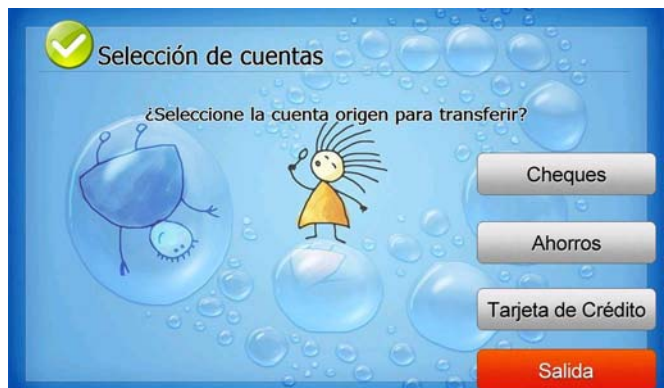 Selección de cuentas
¿Seleccione la cuenta origen para transferir?
Cheques
Ahorros
Tarjeta de Crédito
Salida